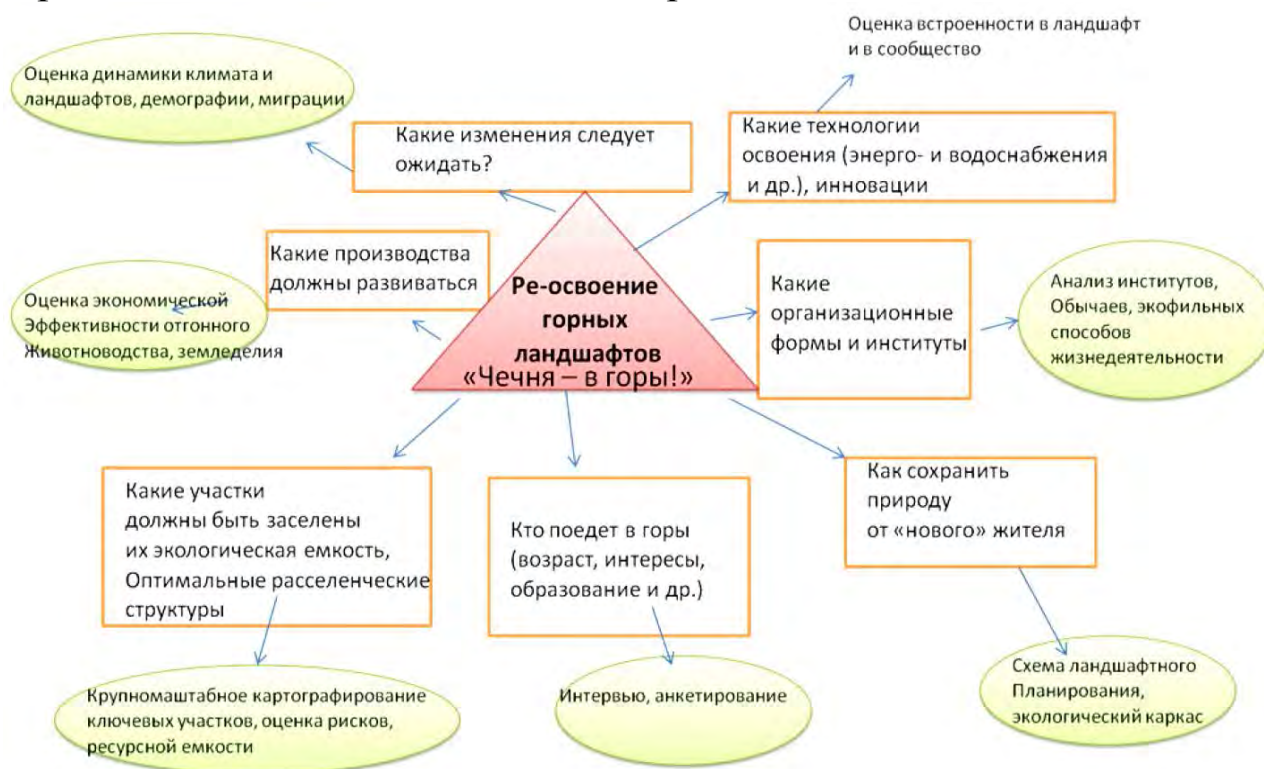 Оценка встроенности в ландшафт
и в сообщество
Оценка динамики климата и
ландшафтов, демографии, миграции
Какие изменения следует
ожидать?
Какие технологии
освоения (энерго- и водоснабжения
и др.), инновации
Какие производства
должны развиваться
Оценка экономической
Эффективности отгонного
Животноводства, земледелия
Ре-освоение
горных
ландшафтов
«Чечня – в горы!»
Какие
организационные
формы и институты
Анализ институтов,
Обычаев, экофильных
способов
жизнедеятельности
Какие участки
должны быть заселены
их экологическая емкость,
Оптимальные расселенческие
структуры
Кто поедет в горы
(возраст, интересы,
образование и др.)
Как сохранить
природу
от «нового» жителя
Крупномаштабное картографирование
ключевых участков, оценка рисков,
ресурсной емкости
Интервью, анкетирование
Схема ландшафтного
Планирования,
экологический каркас